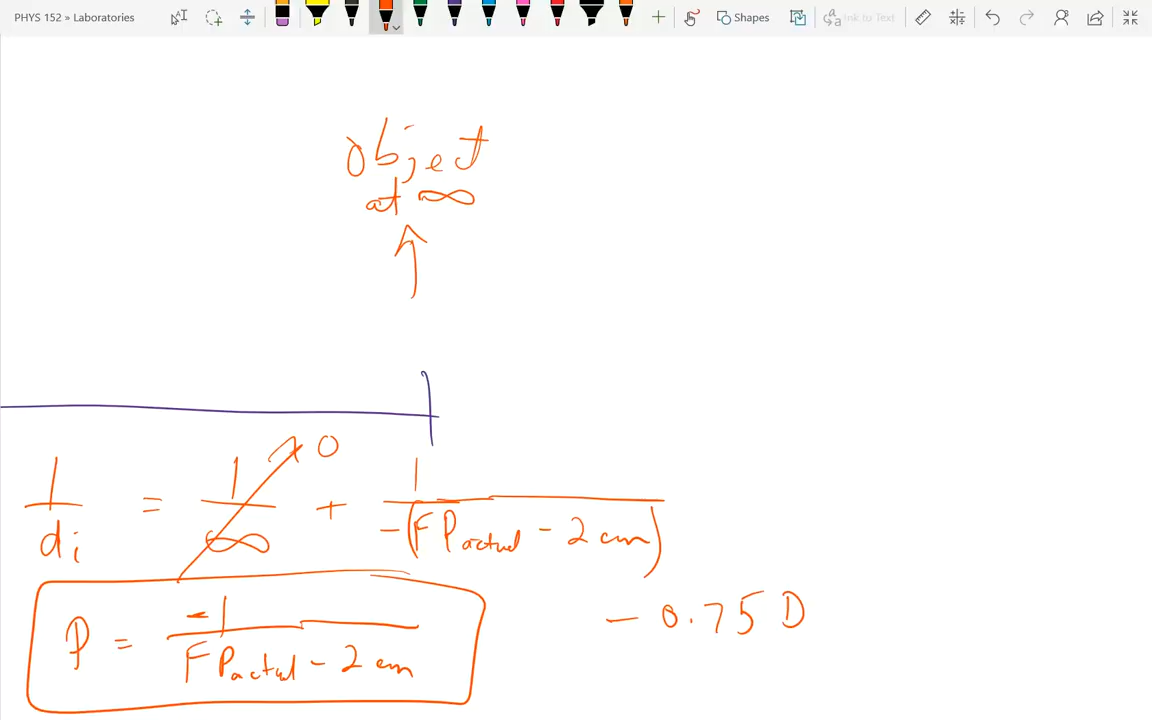 PHYS 152 » Laboratories
Shapes
Ink to Text
object
at ∞
1/di = 1/∞ → 0 + 1/-(FPactual - 2 cm)
P = -1/FPactual - 2 cm
- 0.75 D